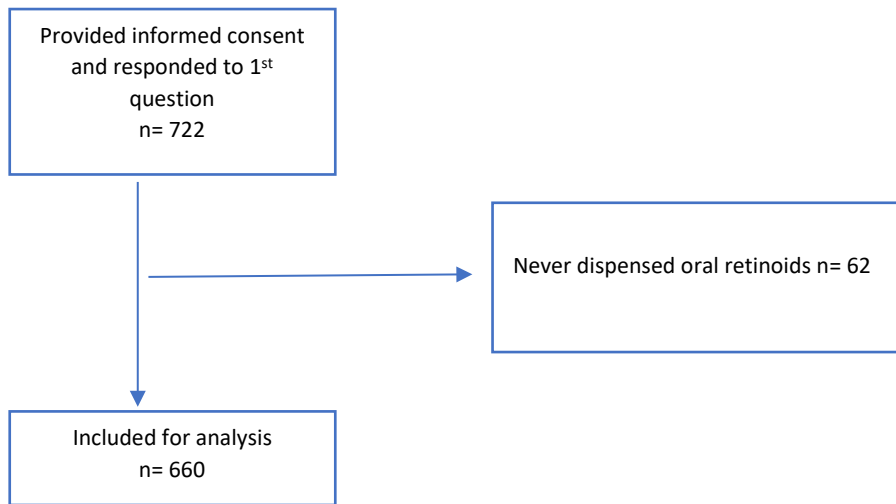 Provided informed consent
and responded to 1st
question
n= 722
Never dispensed oral retinoids n= 62
Included for analysis
n= 660